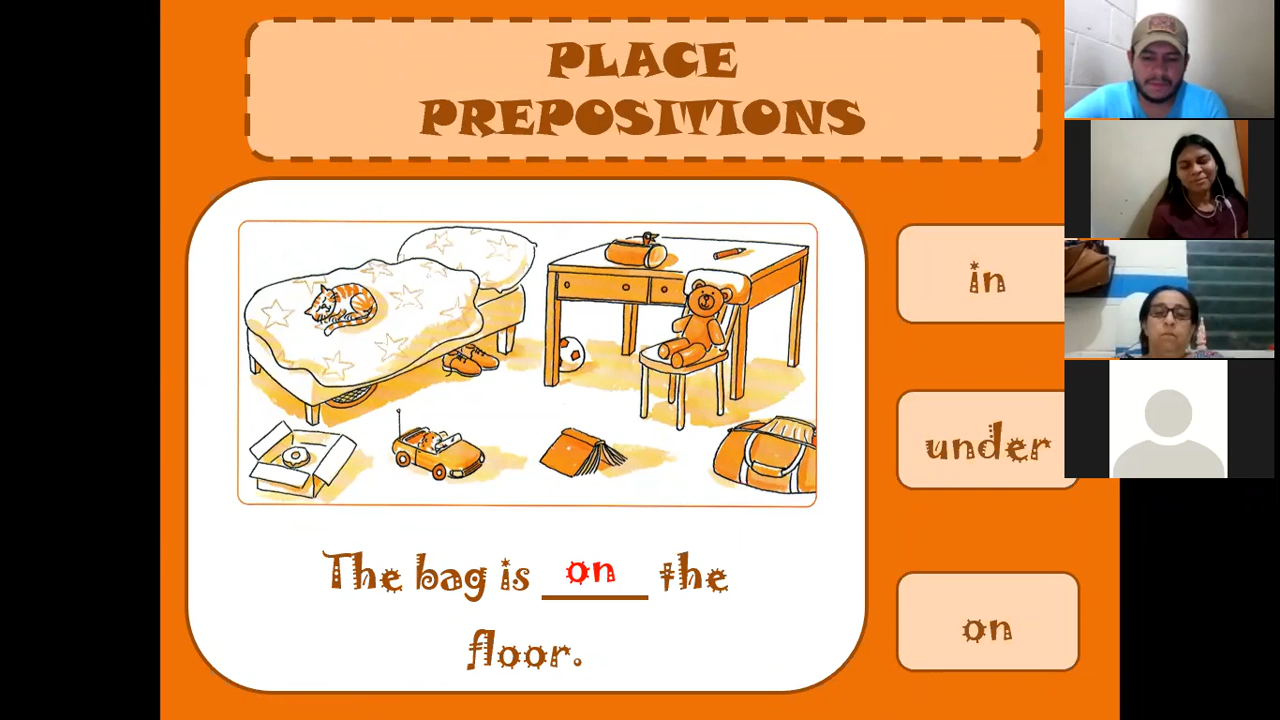 PLACE
PREPOSITIONS
in
under
on
The bag is on the
floor.